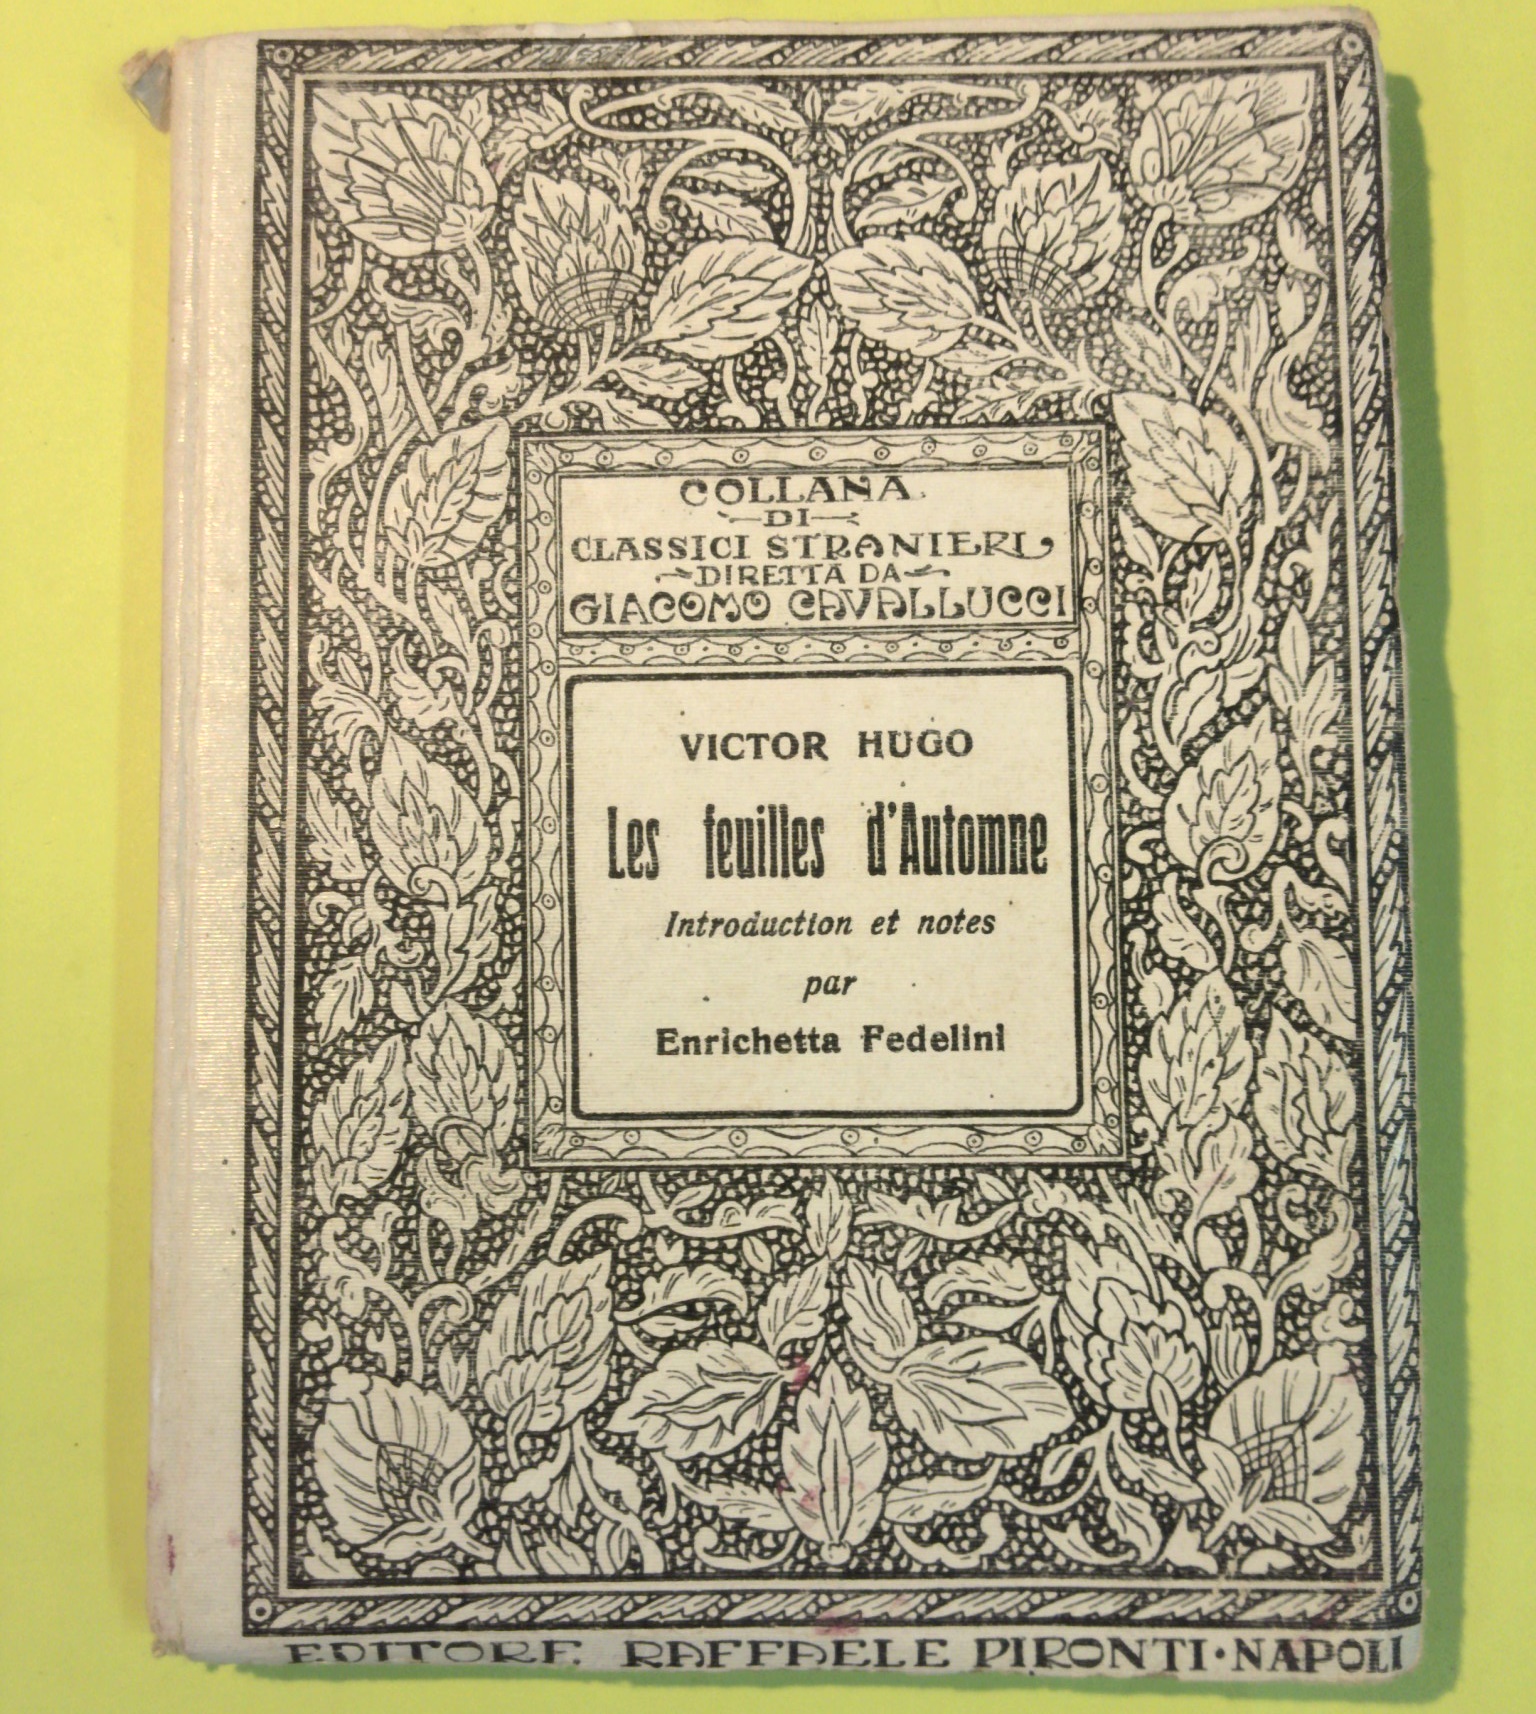 COLLANA
DI
CLASSICI STRANIERI
DIRETTA DA
GIACOMO CAVALLUCCI
VICTOR HUGO
Les feuilles d'Automne
Introduction et notes
par
Enrichetta Fedelini
EDITORE RAFFAELE PIRONTI · NAPOLI